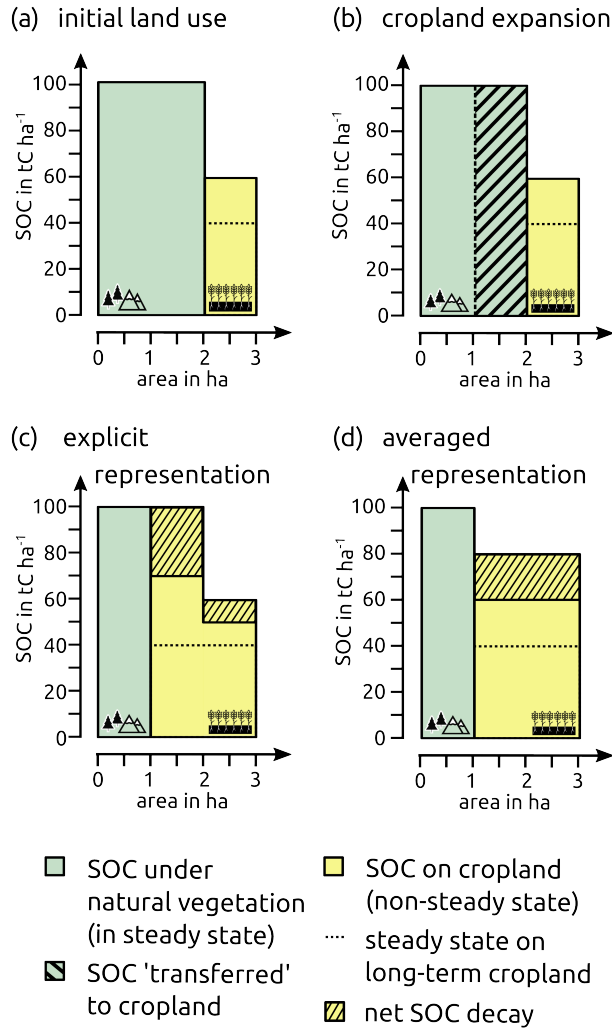 (a) initial land use
SOC in tC ha⁻¹
100
80
60
40
20
0
0 1 2 3
area in ha
(b) cropland expansion
SOC in tC ha⁻¹
100
80
60
40
20
0
0 1 2 3
area in ha
(c) explicit
representation
SOC in tC ha⁻¹
100
80
60
40
20
0
0 1 2 3
area in ha
(d) averaged
representation
SOC in tC ha⁻¹
100
80
60
40
20
0
0 1 2 3
area in ha
SOC under
natural vegetation
(in steady state)
SOC 'transferred'
to cropland
SOC on cropland
(non-steady state)
steady state on
long-term cropland
net SOC decay